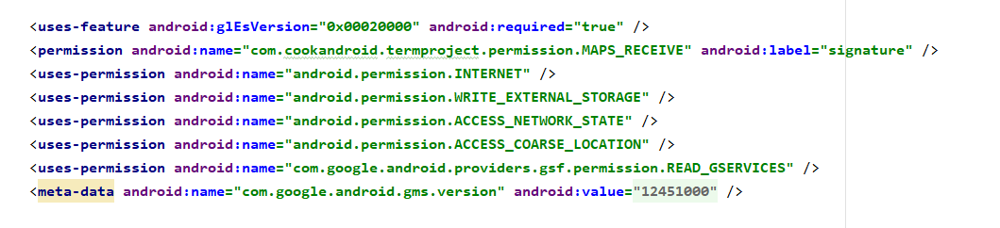 <uses-feature android:glEsVersion="0x00020000" android:required="true" />
<permission android:name="com.cookandroid.termproject.permission.MAPS_RECEIVE" android:label="signature" />
<uses-permission android:name="android.permission.INTERNET" />
<uses-permission android:name="android.permission.WRITE_EXTERNAL_STORAGE" />
<uses-permission android:name="android.permission.ACCESS_NETWORK_STATE" />
<uses-permission android:name="android.permission.ACCESS_COARSE_LOCATION" />
<uses-permission android:name="com.google.android.providers.gsf.permission.READ_GSERVICES" />
<meta-data android:name="com.google.android.gms.version" android:value="12451000" />